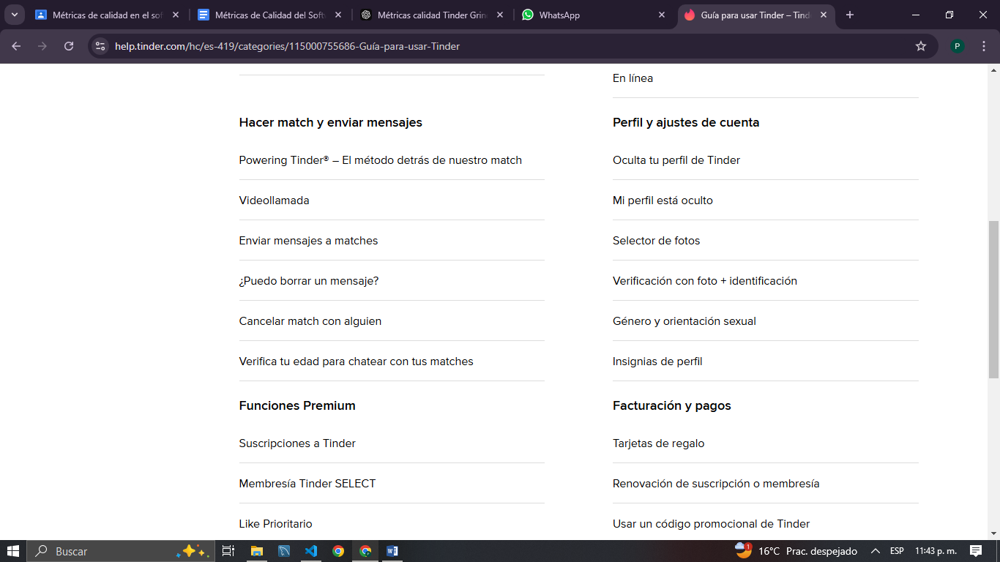 Métricas de calidad en el sof
Métricas de Calidad del Soft
Métricas calidad Tinder Grin
WhatsApp
Guía para usar Tinder – Tind
help.tinder.com/hc/es-419/categories/115000755686-Guía-para-usar-Tinder
P
En línea
Hacer match y enviar mensajes
Powering Tinder® – El método detrás de nuestro match
Videollamada
Enviar mensajes a matches
¿Puedo borrar un mensaje?
Cancelar match con alguien
Verifica tu edad para chatear con tus matches
Perfil y ajustes de cuenta
Oculta tu perfil de Tinder
Mi perfil está oculto
Selector de fotos
Verificación con foto + identificación
Género y orientación sexual
Insignias de perfil
Funciones Premium
Suscripciones a Tinder
Membresía Tinder SELECT
Like Prioritario
Facturación y pagos
Tarjetas de regalo
Renovación de suscripción o membresía
Usar un código promocional de Tinder
Buscar
1
16°C Prac. despejado
ESP
11:43 p. m.